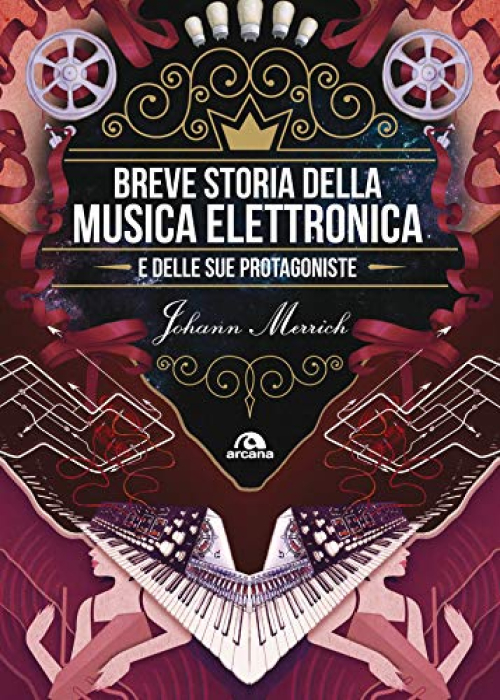 BREVE STORIA DELLA
MUSICA ELETTRONICA
E DELLE SUE PROTAGONISTE
Johann Merrich
arcana